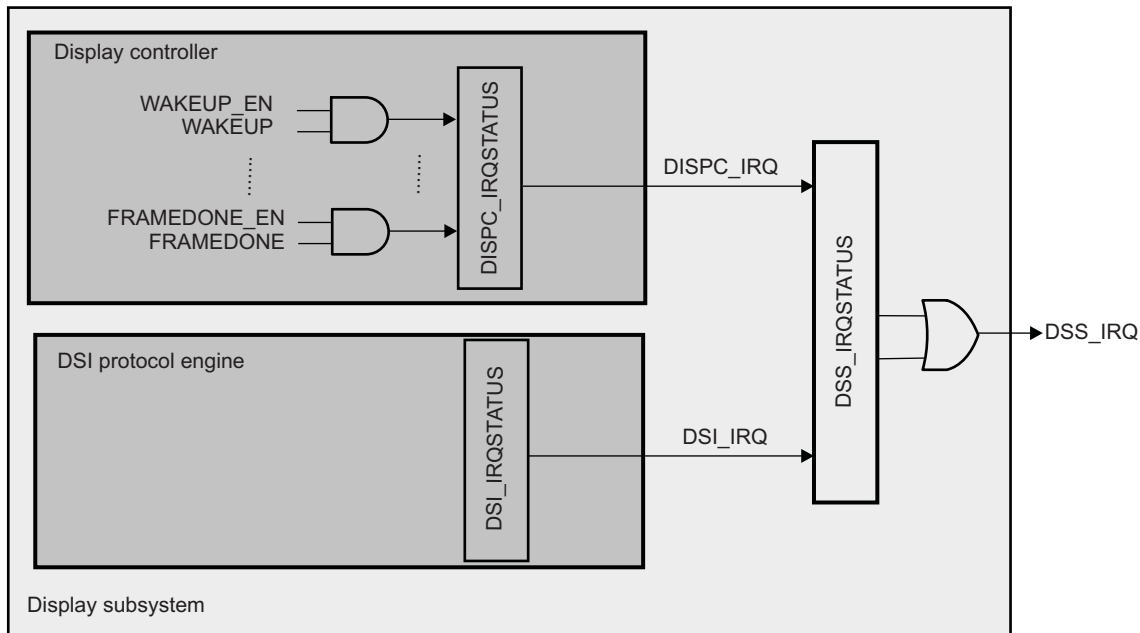 Display controller
WAKEUP_EN
WAKEUP
FRAMEDONE_EN
FRAMEDONE
DISPC_IRQSTATUS
DISPC_IRQ
DSS_IRQSTATUS
DSS_IRQ
DSI protocol engine
DSI_IRQSTATUS
DSI_IRQ
Display subsystem